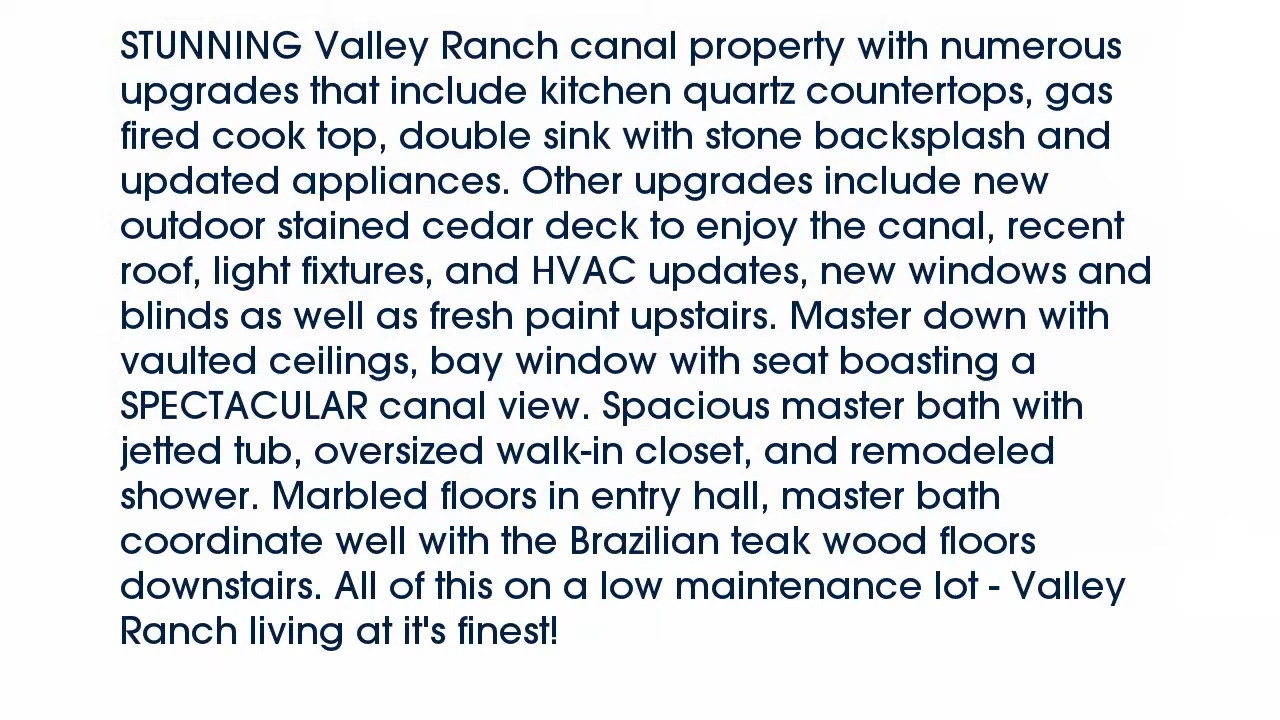 STUNNING Valley Ranch canal property with numerous
upgrades that include kitchen quartz countertops, gas
fired cook top, double sink with stone backsplash and
updated appliances. Other upgrades include new
outdoor stained cedar deck to enjoy the canal, recent
roof, light fixtures, and HVAC updates, new windows and
blinds as well as fresh paint upstairs. Master down with
vaulted ceilings, bay window with seat boasting a
SPECTACULAR canal view. Spacious master bath with
jetted tub, oversized walk-in closet, and remodeled
shower. Marbled floors in entry hall, master bath
coordinate well with the Brazilian teak wood floors
downstairs. All of this on a low maintenance lot - Valley
Ranch living at it's finest!